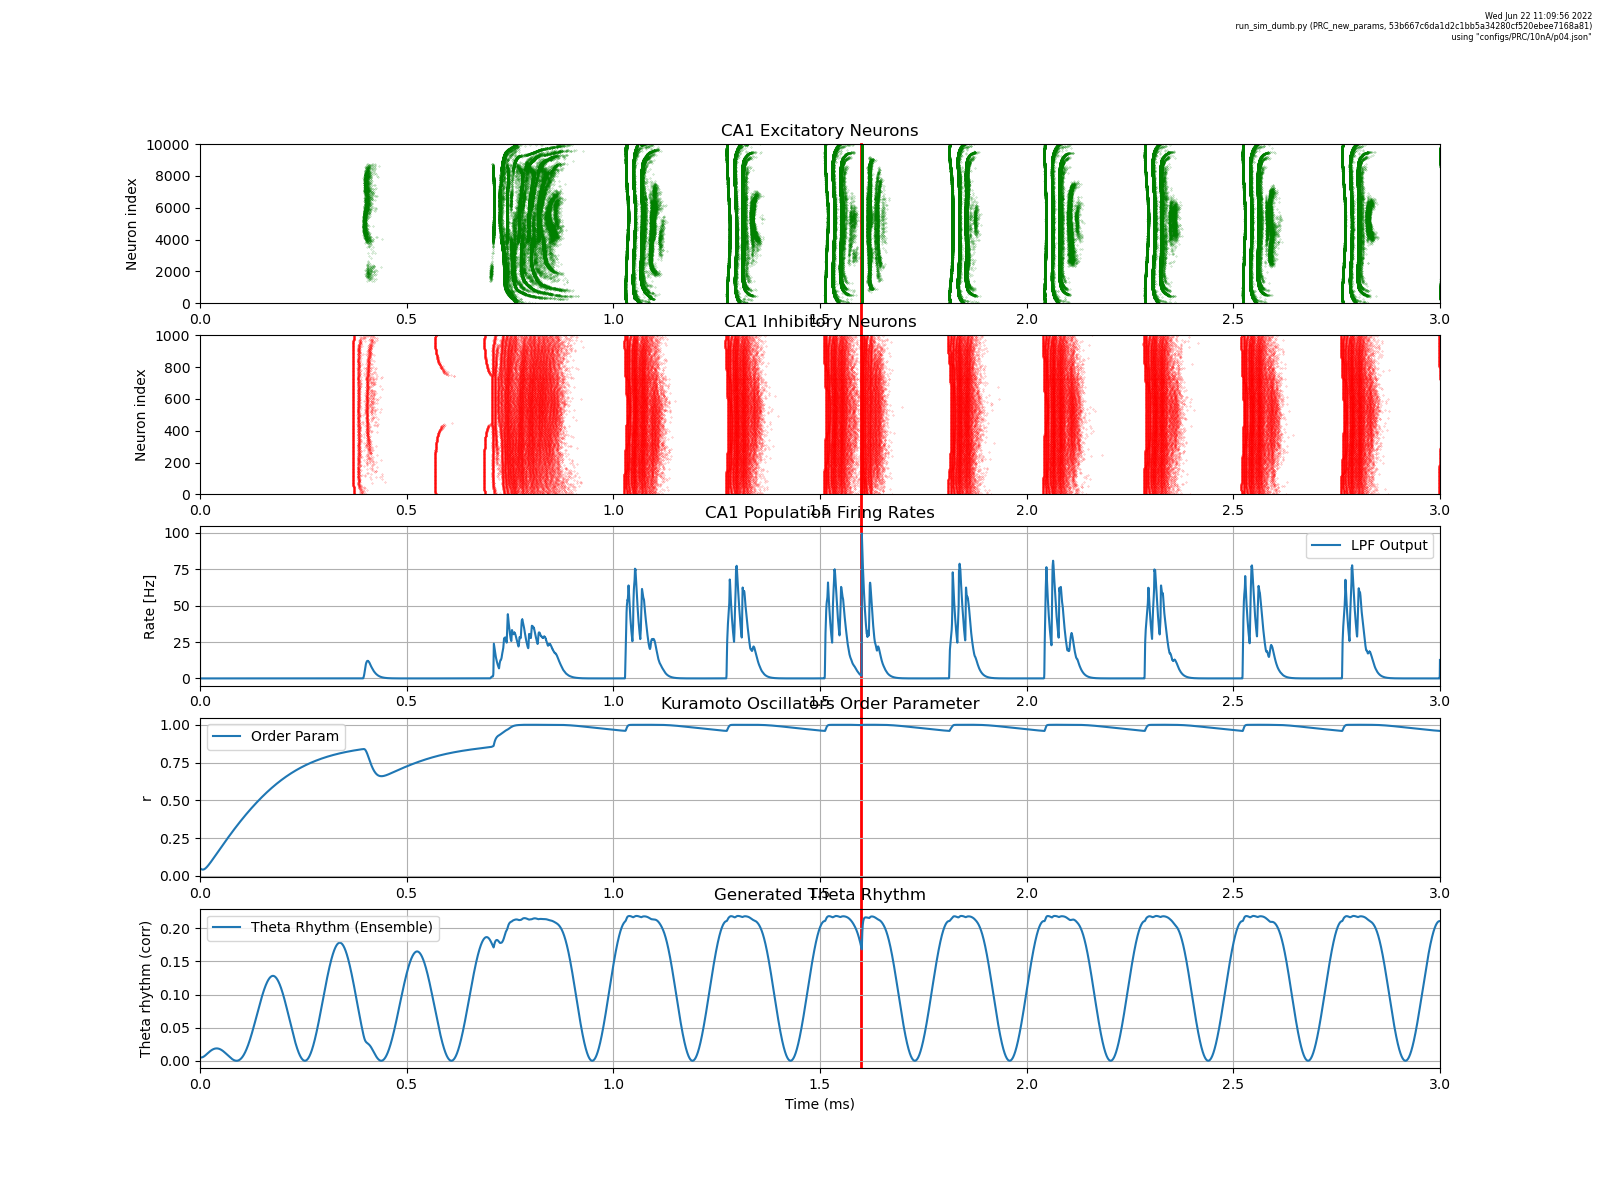 Wed Jun 22 11:09:56 2022
run_sim_dumb.py (PRC_new_params, 53b667c6da1d2c1bb5a34280cf520ebee7168a81)
using "configs/PRC/10nA/p04.json"
CA1 Excitatory Neurons
Neuron index
10000
8000
6000
4000
2000
0
0.0 0.5 1.0 1.5 2.0 2.5 3.0
CA1 Inhibitory Neurons
Neuron index
1000
800
600
400
200
0
0.0 0.5 1.0 1.5 2.0 2.5 3.0
CA1 Population Firing Rates
Rate [Hz]
100
75
50
25
0
LPF Output
0.0 0.5 1.0 1.5 2.0 2.5 3.0
Kuramoto Oscillators Order Parameter
r
1.00
0.75
0.50
0.25
0.00
Order Param
0.0 0.5 1.0 1.5 2.0 2.5 3.0
Generated Theta Rhythm
Theta rhythm (corr)
0.20
0.15
0.10
0.05
0.00
Theta Rhythm (Ensemble)
0.0 0.5 1.0 1.5 2.0 2.5 3.0
Time (ms)